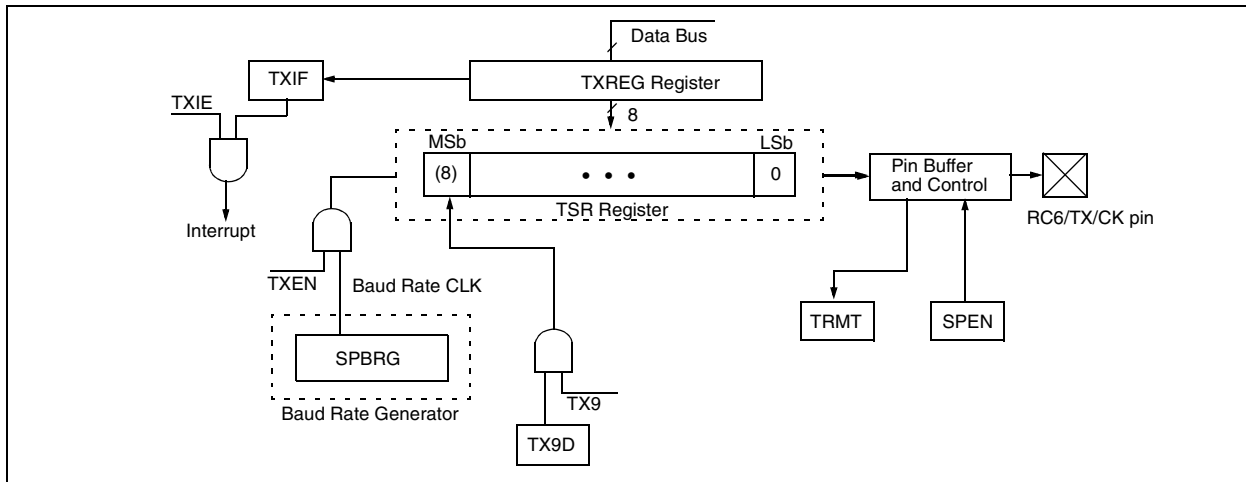 Data Bus
TXIF
TXREG Register
TXIE
8
MSb
LSb
(8)
• • •
0
TSR Register
Pin Buffer
and Control
RC6/TX/CK pin
Interrupt
TXEN
Baud Rate CLK
TRMT
SPEN
SPBRG
TX9
Baud Rate Generator
TX9D